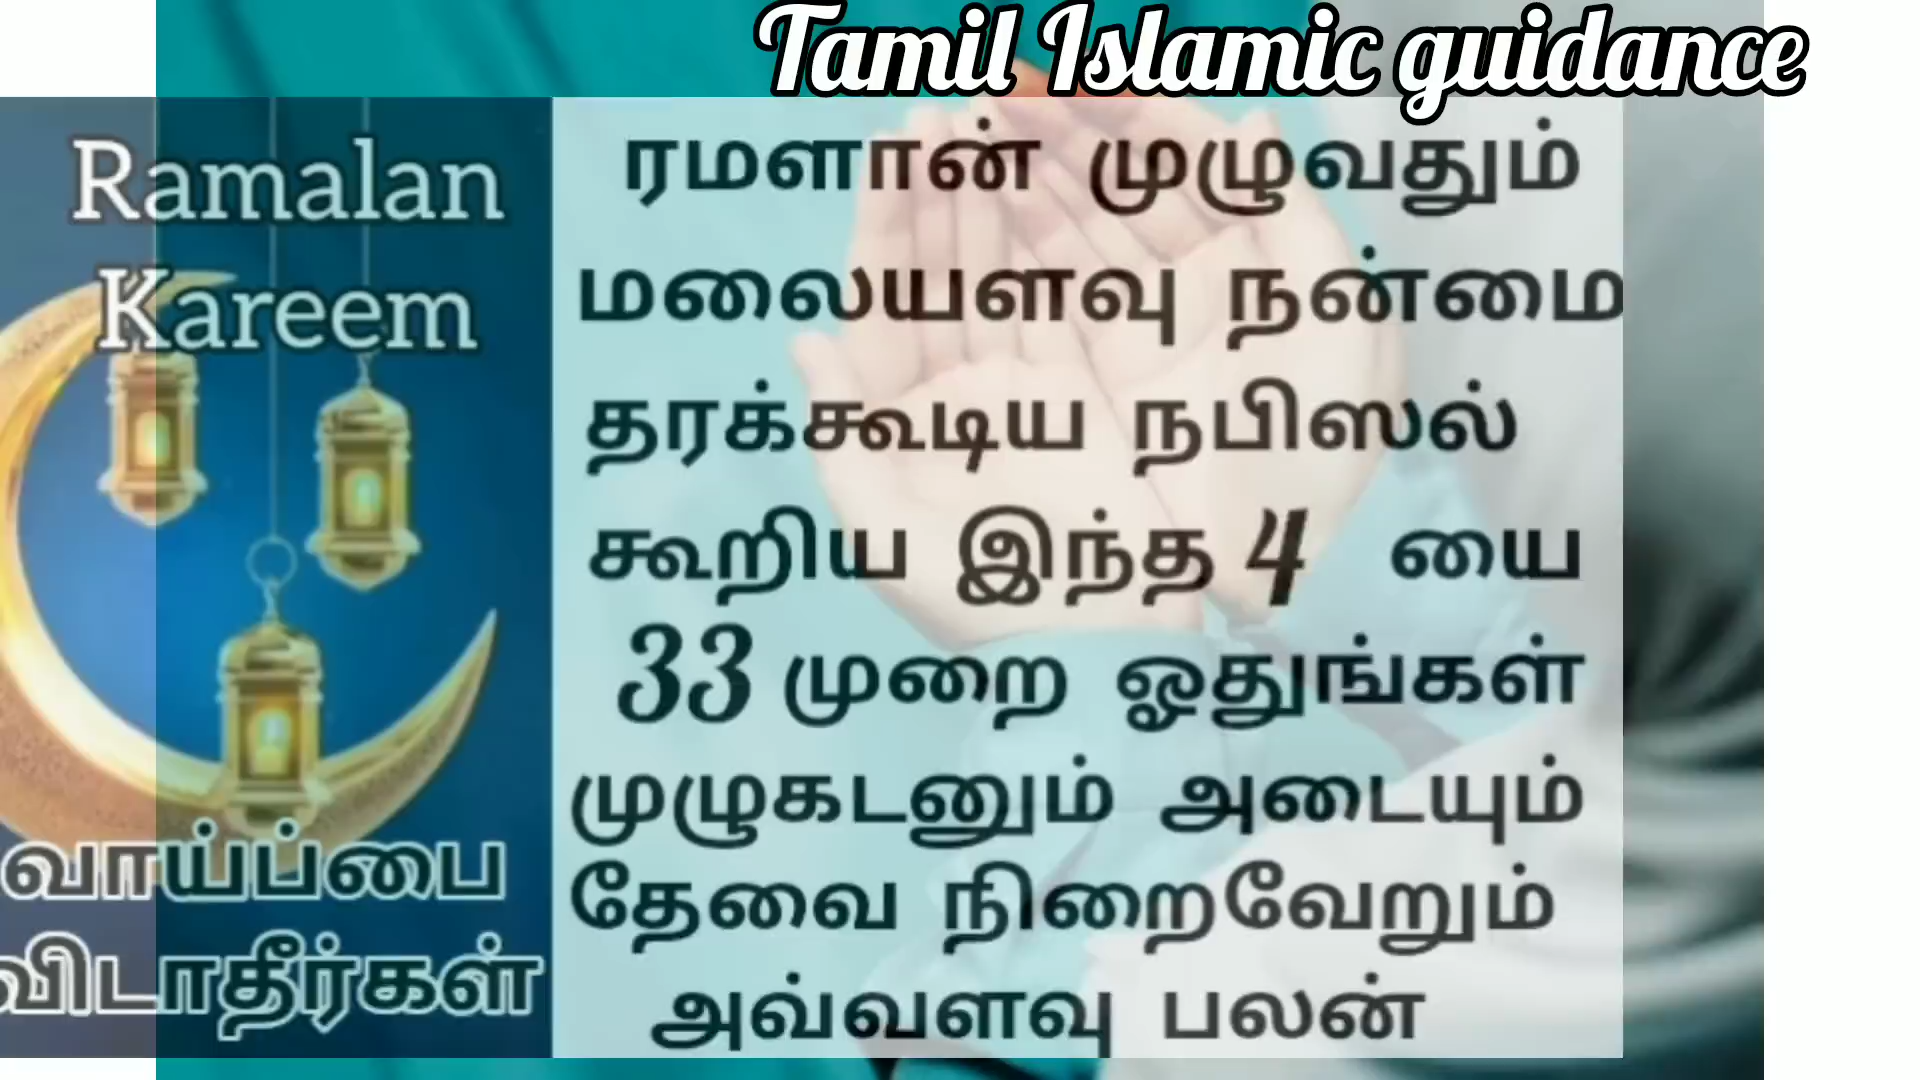 Tamil Islamic guidance
Ramalan
Kareem
வாய்ப்பை
விடாதீர்கள்
ரமளான் முழுவதும்
மலையளவு நன்மை
தரக்கூடிய நபிஸல்
கூறிய இந்த 4 யை
33 முறை ஓதுங்கள்
முழுகடனும் அடையும்
தேவை நிறைவேறும்
அவ்வளவு பலன்